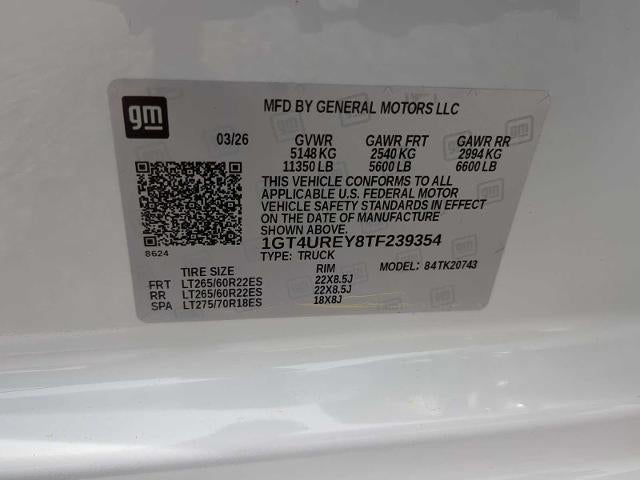 gm
MFD BY GENERAL MOTORS LLC
03/26 GVWR GAWR FRT GAWR RR
5148 KG 2540 KG 2994 KG
11350 LB 5600 LB 6600 LB
THIS VEHICLE CONFORMS TO ALL
APPLICABLE U.S. FEDERAL MOTOR
VEHICLE SAFETY STANDARDS IN EFFECT
ON THE DATE OF MANUFACTURE
SHOWN ABOVE.
8624
1GT4UREY8TF239354
TYPE: TRUCK MODEL: 84TK20743
TIRE SIZE RIM
FRT LT265/60R22ES 22X8.5J
RR LT265/60R22ES 22X8.5J
SPA LT275/70R18ES 18X8J